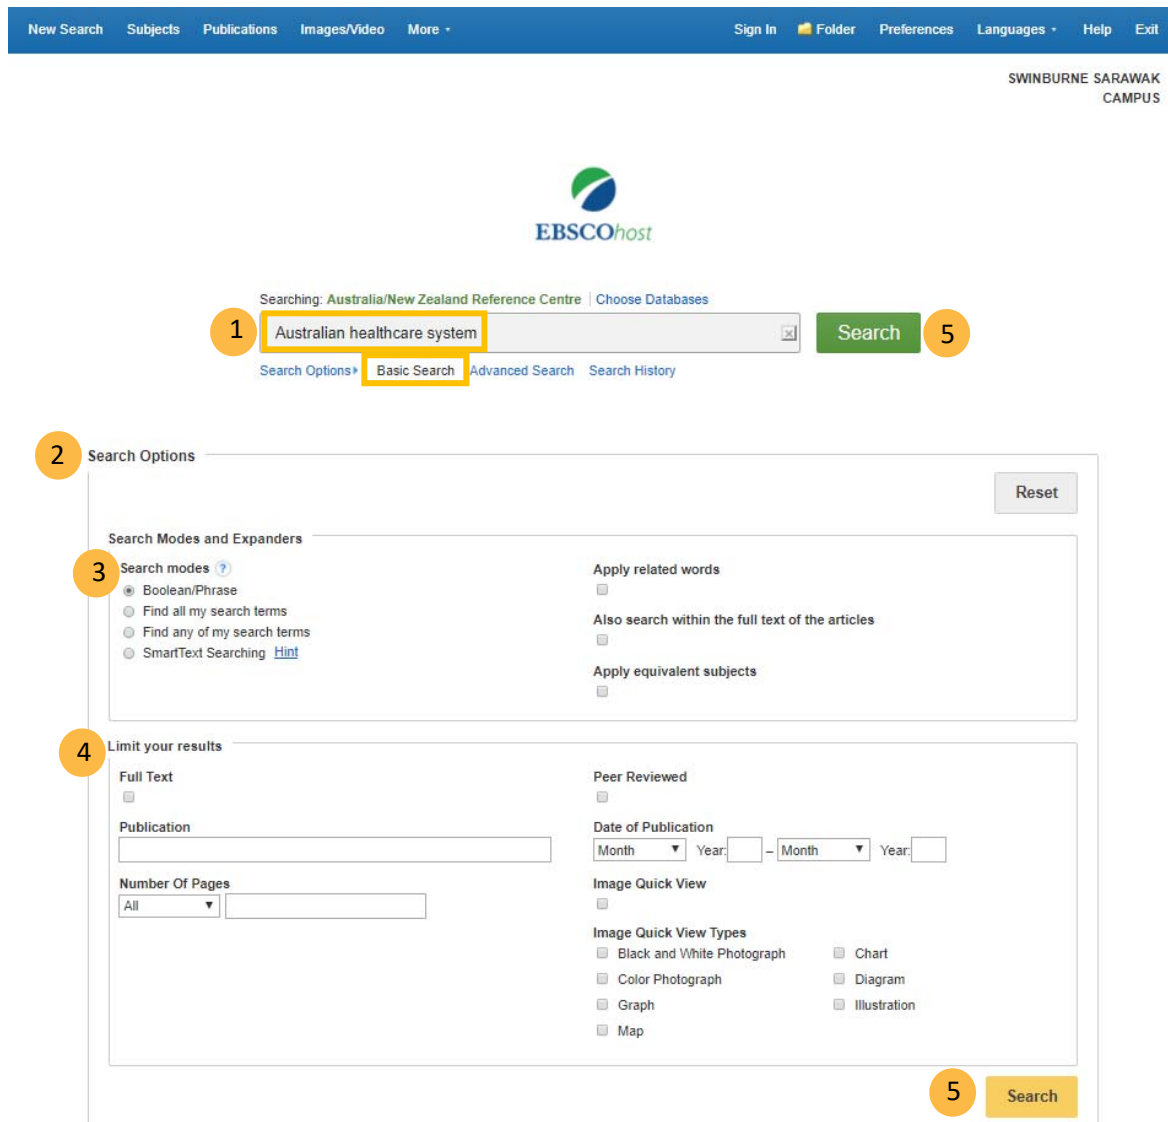 New Search Subjects Publications Images/Video More Sign In Folder Preferences Languages Help Exit
SWINBURNE SARAWAK
CAMPUS
EBSCOhost
Searching: Australia/New Zealand Reference Centre Choose Databases
1 Australian healthcare system Search 5
Search Options Basic Search Advanced Search Search History
2 Search Options
Reset
Search Modes and Expanders
3 Search modes ? Apply related words
Boolean/Phrase
Find all my search terms Also search within the full text of the articles
Find any of my search terms
SmartText Searching Hint
Apply equivalent subjects
4 Limit your results
Full Text Peer Reviewed
Publication Date of Publication
Month Year: – Month Year:
Number Of Pages Image Quick View
All
Image Quick View Types
Black and White Photograph Chart
Color Photograph Diagram
Graph Illustration
Map
5 Search